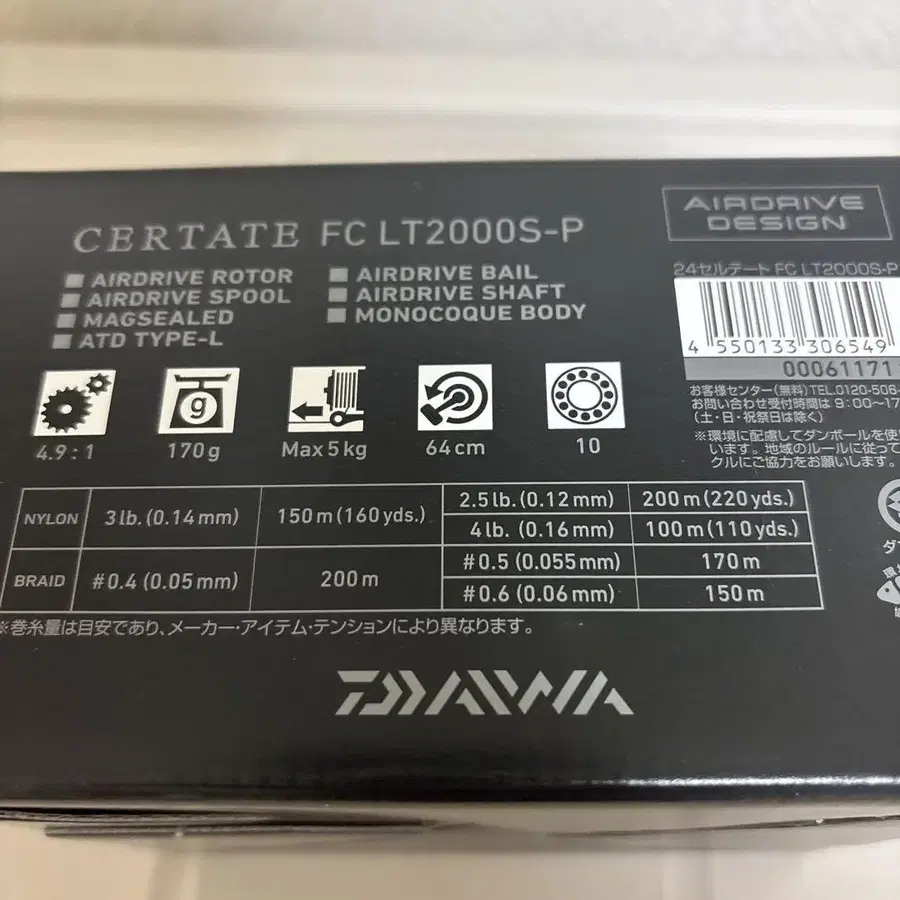 CERTATE FC LT2000S-P
AIRDRIVE DESIGN
AIRDRIVE ROTOR
AIRDRIVE SPOOL
MAGSEALED
ATD TYPE-L
AIRDRIVE BAIL
AIRDRIVE SHAFT
MONOCOQUE BODY
24セルテート FC LT2000S-P
4 550133 306549
00061171
お客様センター(無料)TEL.0120-506-
お問い合わせ受付時間は 9:00〜17
(土・日・祝祭日は除く)
※環境に配慮してダンボールを使
います。地域のルールに従って
クルにご協力をお願いします。
g
4.9:1
170g
Max 5kg
64cm
10
NYLON 3lb.(0.14mm) 150m(160yds.) 2.5lb.(0.12mm) 200m(220yds.)
4lb.(0.16mm) 100m(110yds.)
BRAID #0.4(0.05mm) 200m #0.5(0.055mm) 170m
#0.6(0.06mm) 150m
※巻糸量は目安であり、メーカー・アイテム・テンションにより異なります。
DAIWA